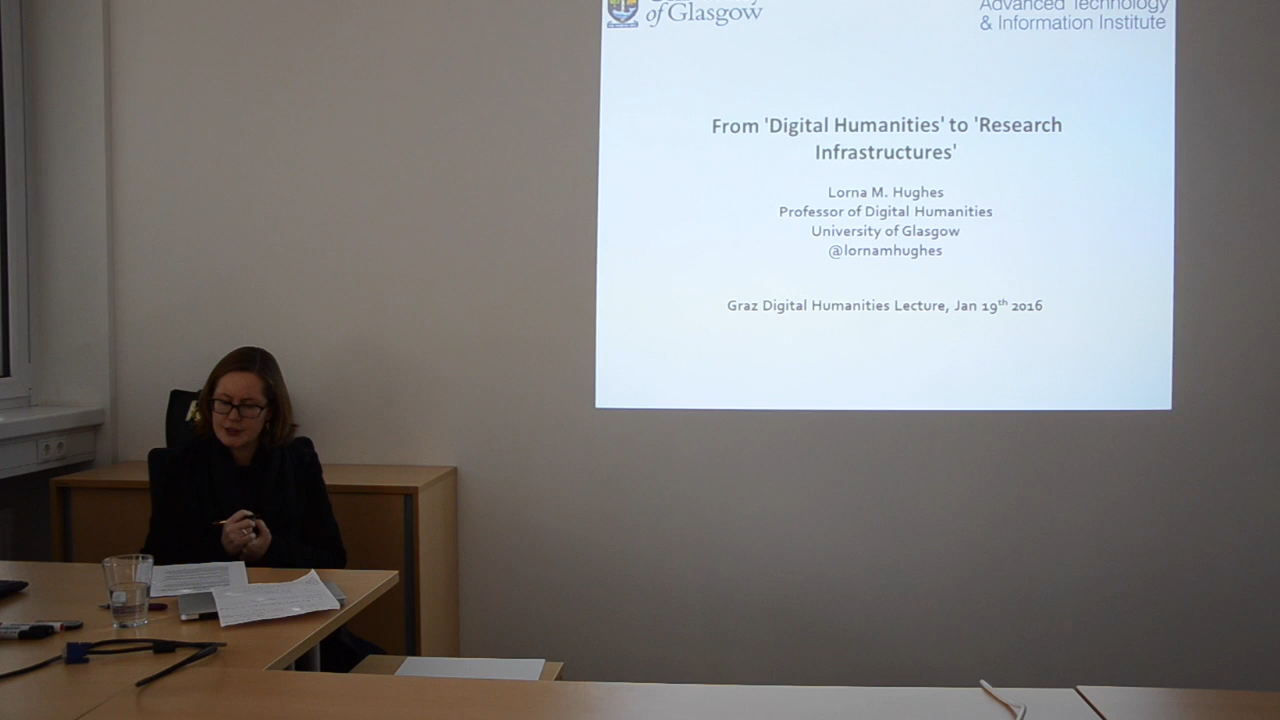 of Glasgow
Advanced Technology
& Information Institute
From 'Digital Humanities' to 'Research
Infrastructures'
Lorna M. Hughes
Professor of Digital Humanities
University of Glasgow
@lornamhughes
Graz Digital Humanities Lecture, Jan 19th 2016